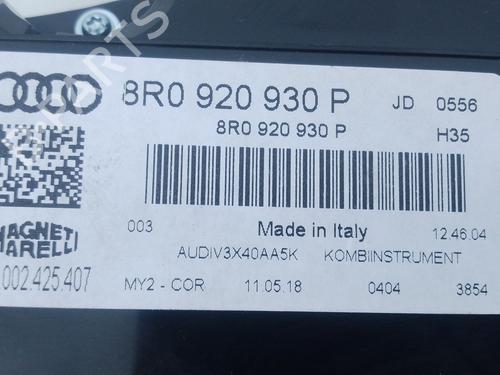 8R0 920 930 P JD 0556
8R0 920 930 P H35
003 Made in Italy 12.46.04
MAGNETI
MARELLI
AUDIV3X40AA5K KOMBIINSTRUMENT
.002.425.407
MY2 - COR 11.05.18 0404 3854